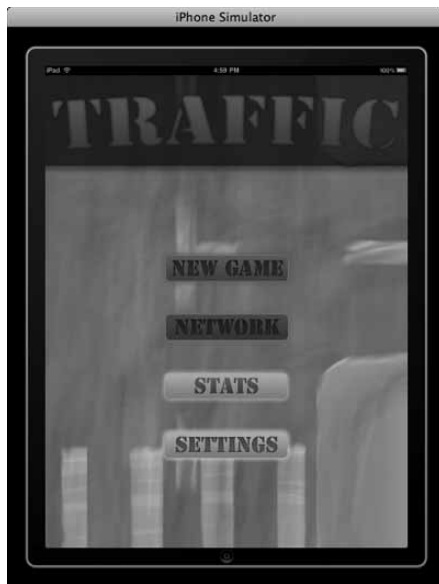 iPhone Simulator
iPad 4:59 PM 100%
TRAFFIC
NEW GAME
NETWORK
STATS
SETTINGS